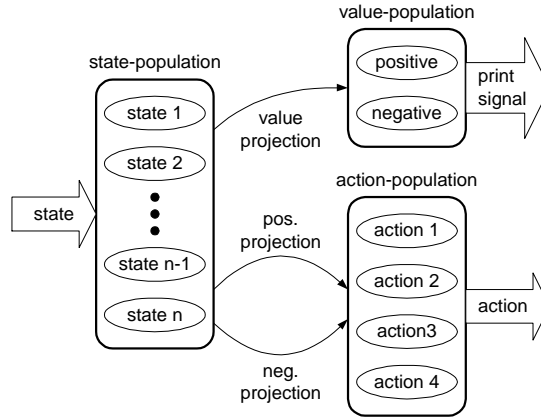 value-population
state-population
positive
negative
print
signal
state 1
state 2
state n-1
state n
state
value
projection
action-population
pos.
projection
action 1
action 2
action3
action 4
action
neg.
projection